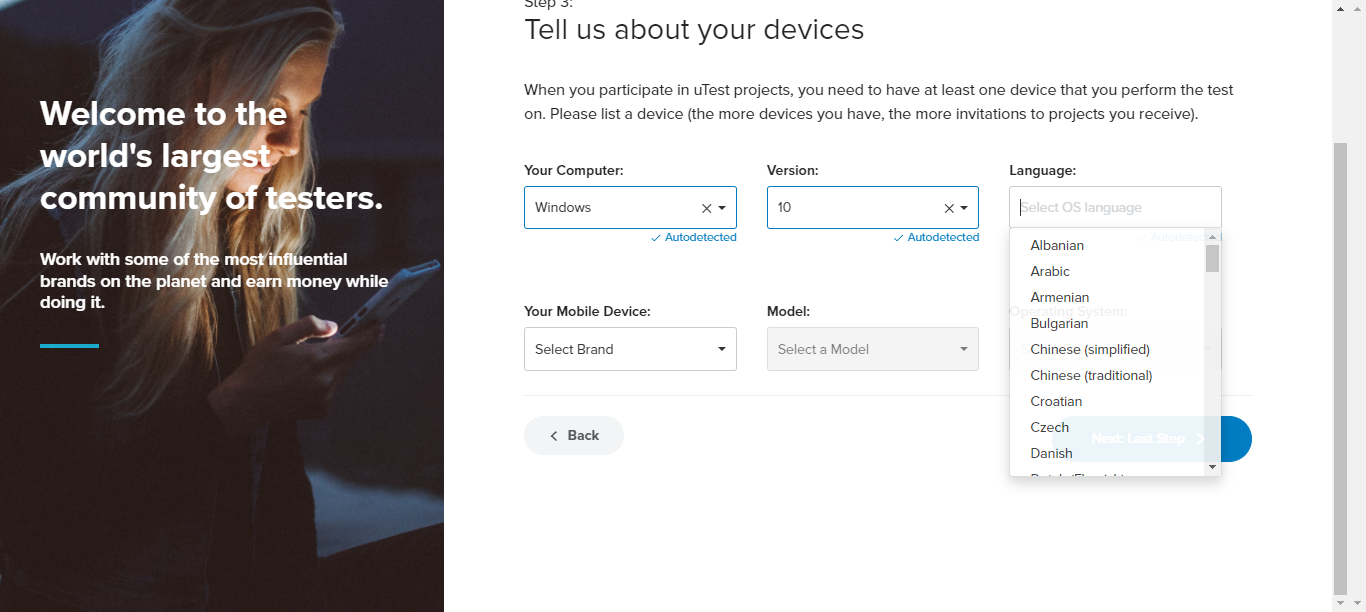 Welcome to the
world's largest
community of testers.
Work with some of the most influential
brands on the planet and earn money while
doing it.
Step 3:
Tell us about your devices
When you participate in uTest projects, you need to have at least one device that you perform the test
on. Please list a device (the more devices you have, the more invitations to projects you receive).
Your Computer:
Windows
Autodetected
Version:
10
Autodetected
Language:
Select OS language
Autodetected
Albanian
Arabic
Armenian
Bulgarian
Chinese (simplified)
Chinese (traditional)
Croatian
Czech
Danish
Your Mobile Device:
Select Brand
Model:
Select a Model
Operating System:
Back
Next: Last Step